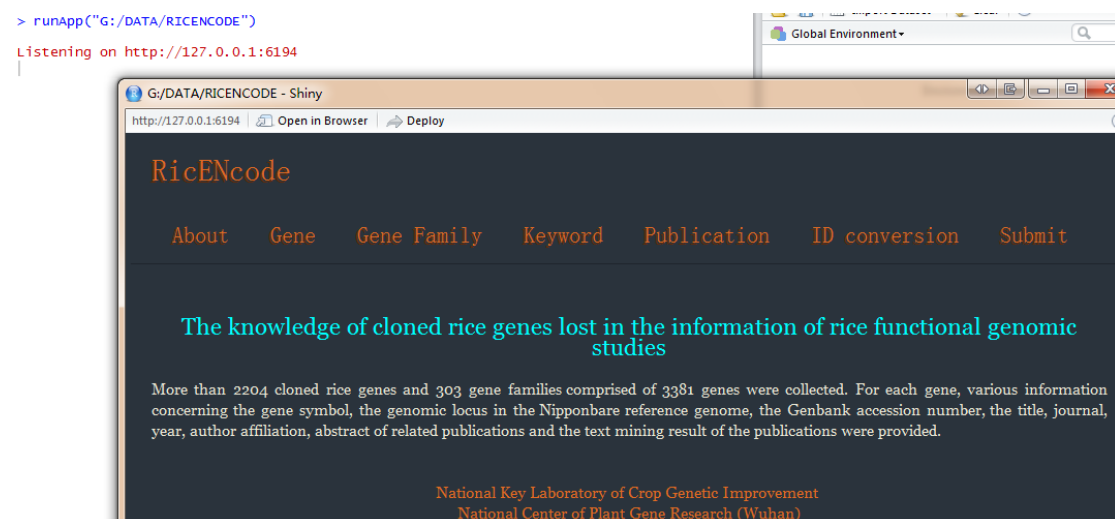 > runApp("G:/DATA/RICENCODE")
Listening on http://127.0.0.1:6194
Global Environment
G:/DATA/RICENCODE - Shiny
http://127.0.0.1:6194 Open in Browser Deploy
RicENcode
About Gene Gene Family Keyword Publication ID conversion Submit
The knowledge of cloned rice genes lost in the information of rice functional genomic
studies
More than 2204 cloned rice genes and 303 gene families comprised of 3381 genes were collected. For each gene, various information
concerning the gene symbol, the genomic locus in the Nipponbare reference genome, the Genbank accession number, the title, journal,
year, author affiliation, abstract of related publications and the text mining result of the publications were provided.
National Key Laboratory of Crop Genetic Improvement
National Center of Plant Gene Research (Wuhan)